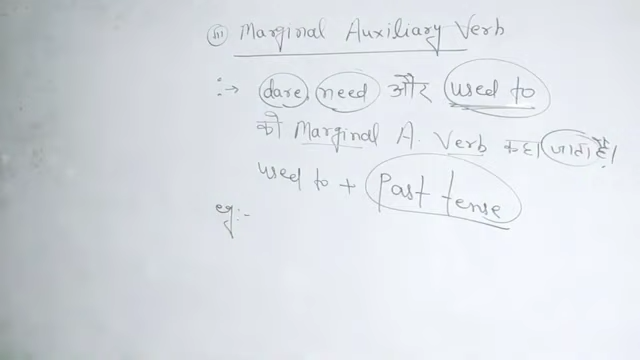 (iii) Marginal Auxiliary Verb
:→ dare, need और used to
को Marginal A. Verb कहा जाता है।
used to + Past tense
eg:-